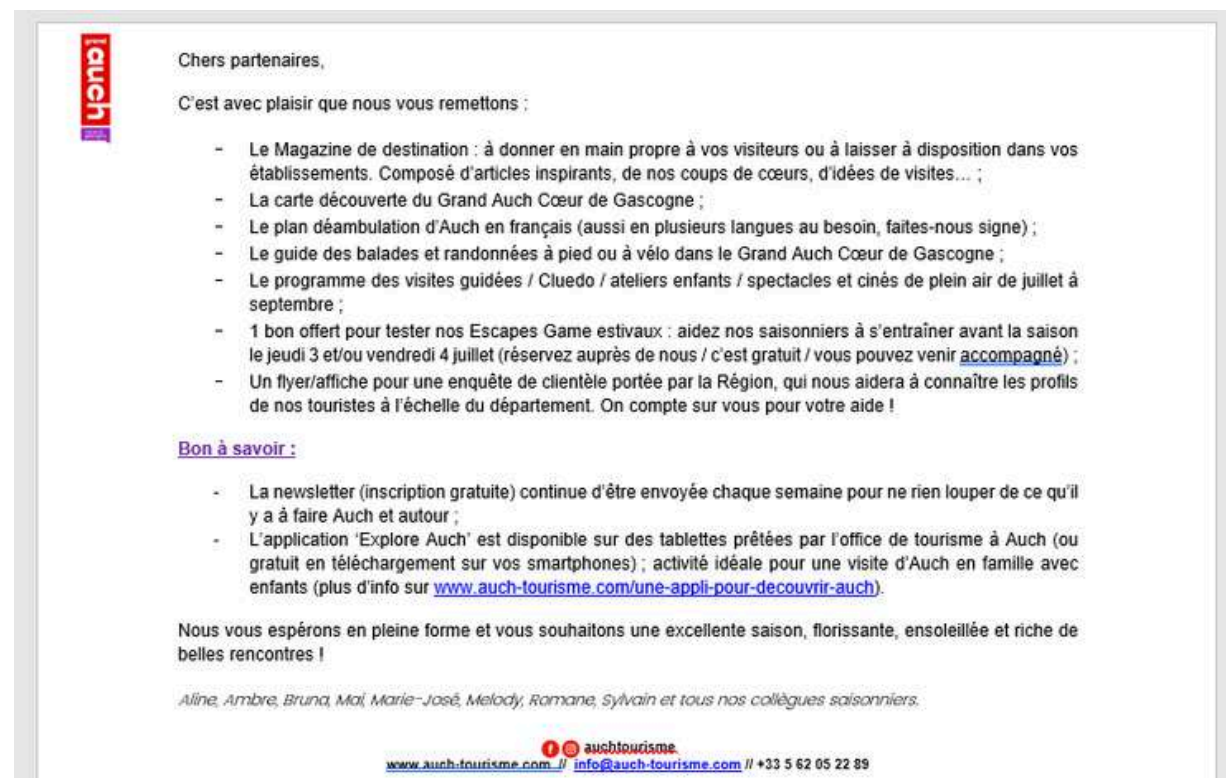 grand
auch
Chers partenaires,
C'est avec plaisir que nous vous remettons :
- Le Magazine de destination : à donner en main propre à vos visiteurs ou à laisser à disposition dans vos
établissements. Composé d'articles inspirants, de nos coups de cœurs, d'idées de visites… ;
- La carte découverte du Grand Auch Cœur de Gascogne ;
- Le plan déambulation d'Auch en français (aussi en plusieurs langues au besoin, faites-nous signe) ;
- Le guide des balades et randonnées à pied ou à vélo dans le Grand Auch Cœur de Gascogne ;
- Le programme des visites guidées / Cluedo / ateliers enfants / spectacles et cinés de plein air de juillet à
septembre ;
- 1 bon offert pour tester nos Escapes Game estivaux : aidez nos saisonniers à s'entraîner avant la saison
le jeudi 3 et/ou vendredi 4 juillet (réservez auprès de nous / c'est gratuit / vous pouvez venir accompagné) ;
- Un flyer/affiche pour une enquête de clientèle portée par la Région, qui nous aidera à connaître les profils
de nos touristes à l'échelle du département. On compte sur vous pour votre aide !
Bon à savoir :
- La newsletter (inscription gratuite) continue d'être envoyée chaque semaine pour ne rien louper de ce qu'il
y a à faire Auch et autour ;
- L'application 'Explore Auch' est disponible sur des tablettes prêtées par l'office de tourisme à Auch (ou
gratuit en téléchargement sur vos smartphones) ; activité idéale pour une visite d'Auch en famille avec
enfants (plus d'info sur www.auch-tourisme.com/une-appli-pour-decouvrir-auch).
Nous vous espérons en pleine forme et vous souhaitons une excellente saison, florissante, ensoleillée et riche de
belles rencontres !
Aline, Ambre, Bruna, Maï, Marie-José, Melody, Romane, Sylvain et tous nos collègues saisonniers.
auchtourisme
www.auch-tourisme.com // info@auch-tourisme.com // +33 5 62 05 22 89